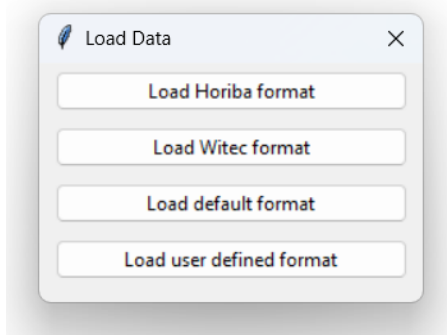 Load Data
Load Horiba format
Load Witec format
Load default format
Load user defined format